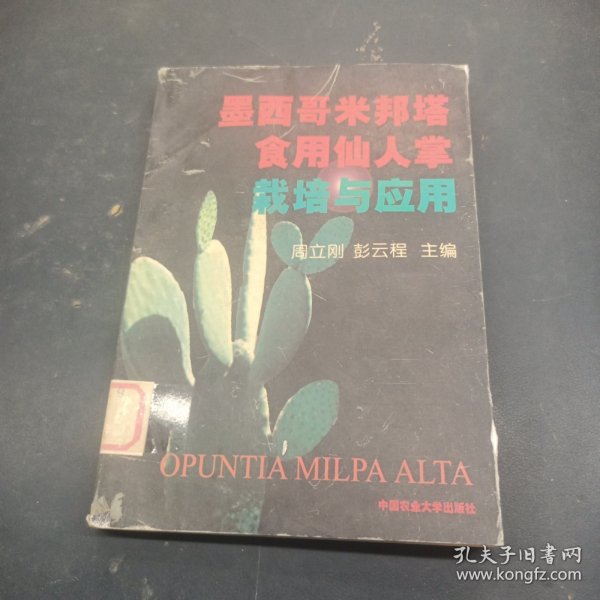 墨西哥米邦塔
食用仙人掌
栽培与应用
周立刚 彭云程 主编
OPUNTIA MILPA ALTA
中国农业大学出版社
孔夫子旧书网
www.kongfz.com